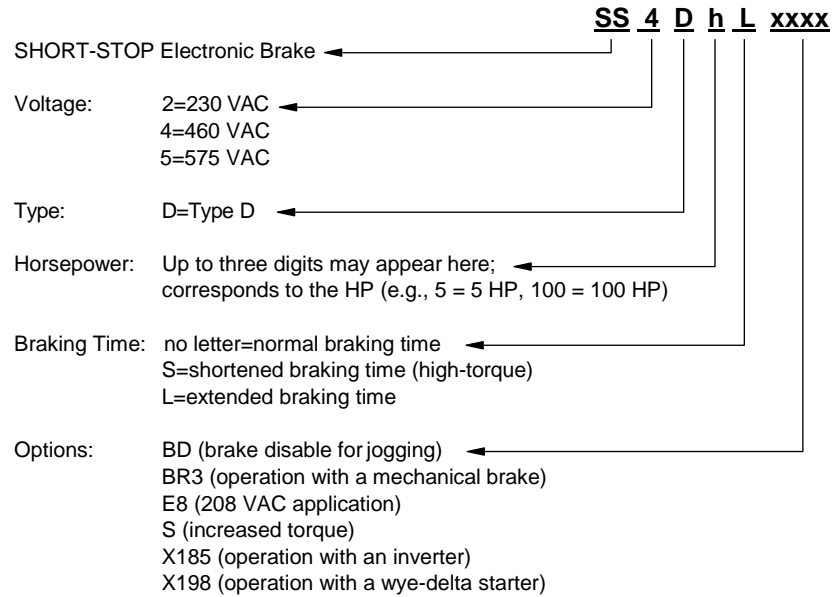 SS 4 D h L xxxx
SHORT-STOP Electronic Brake
Voltage: 2=230 VAC
4=460 VAC
5=575 VAC
Type: D=Type D
Horsepower: Up to three digits may appear here;
corresponds to the HP (e.g., 5 = 5 HP, 100 = 100 HP)
Braking Time: no letter=normal braking time
S=shortened braking time (high-torque)
L=extended braking time
Options: BD (brake disable for jogging)
BR3 (operation with a mechanical brake)
E8 (208 VAC application)
S (increased torque)
X185 (operation with an inverter)
X198 (operation with a wye-delta starter)